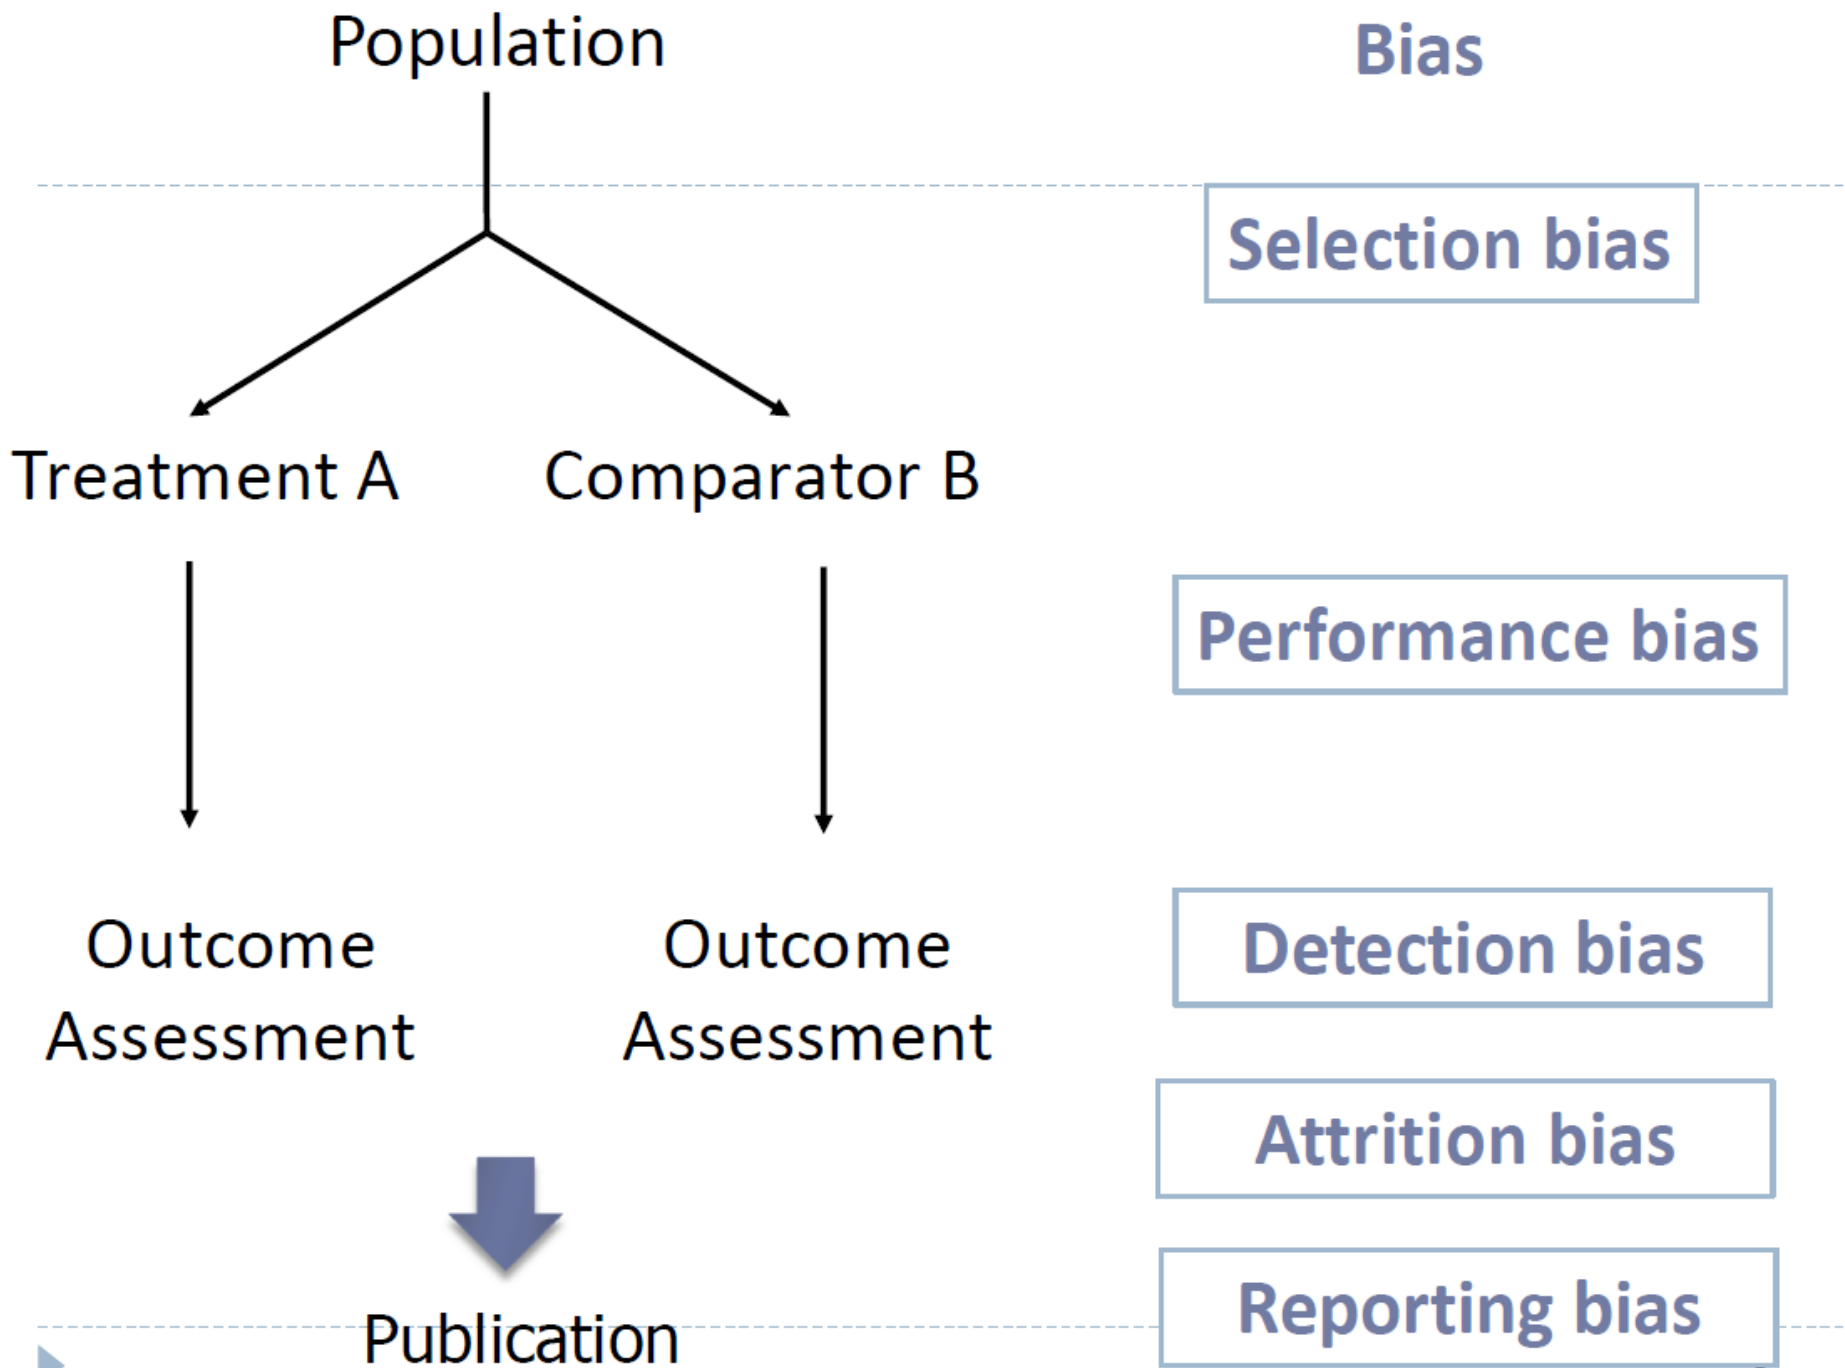 Population
Bias
Selection bias
Treatment A
Comparator B
Performance bias
Outcome
Assessment
Outcome
Assessment
Detection bias
Attrition bias
Reporting bias
Publication